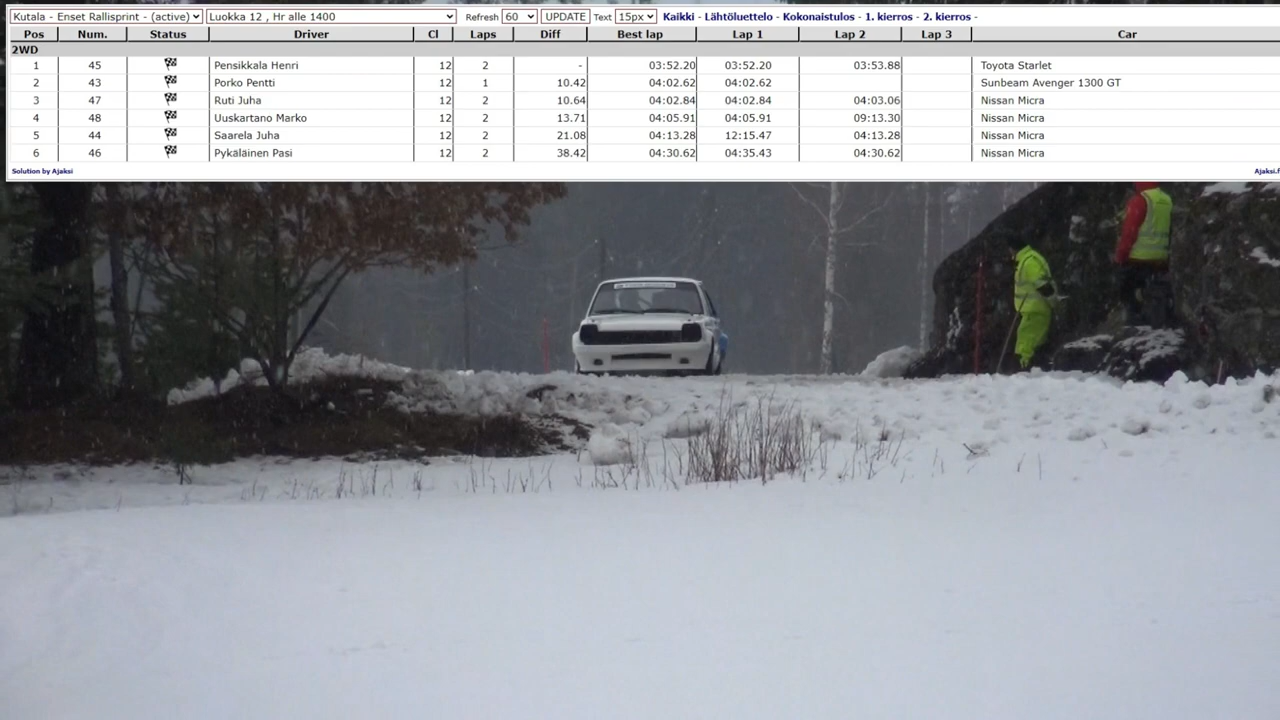 Kutala - Enset Rallisprint - (active) Luokka 12 , Hr alle 1400 Refresh 60 UPDATE Text 15px Kaikki - Lähtöluettelo - Kokonaistulos - 1. kierros - 2. kierros -
Pos Num. Status Driver Cl Laps Diff Best lap Lap 1 Lap 2 Lap 3 Car
2WD
1 45 Pensikkala Henri 12 2 - 03:52.20 03:52.20 03:53.88 Toyota Starlet
2 43 Porko Pentti 12 1 10.42 04:02.62 04:02.62 Sunbeam Avenger 1300 GT
3 47 Ruti Juha 12 2 10.64 04:02.84 04:02.84 04:03.06 Nissan Micra
4 48 Uuskartano Marko 12 2 13.71 04:05.91 04:05.91 09:13.30 Nissan Micra
5 44 Saarela Juha 12 2 21.08 04:13.28 12:15.47 04:13.28 Nissan Micra
6 46 Pykäläinen Pasi 12 2 38.42 04:30.62 04:35.43 04:30.62 Nissan Micra
Solution by Ajaksi Ajaksi.f